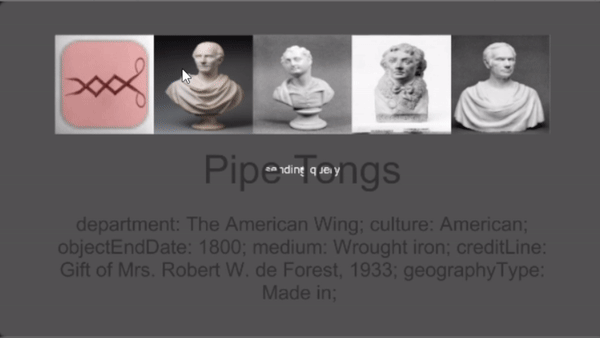 Pipe Tongs
sending query
department: The American Wing; culture: American;
objectEndDate: 1800; medium: Wrought iron; creditLine:
Gift of Mrs. Robert W. de Forest, 1933; geographyType:
Made in;